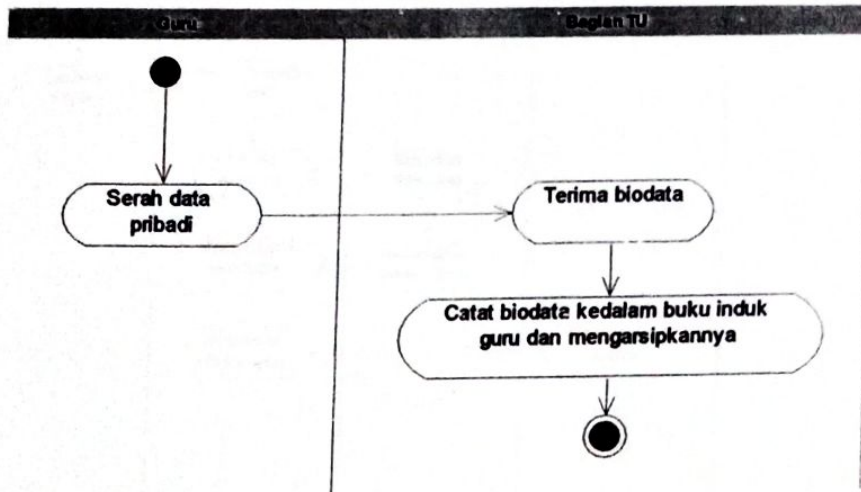 Guru
Bagian TU
Serah data
pribadi
Terima biodata
Catat biodata kedalam buku induk
guru dan mengarsipkannya